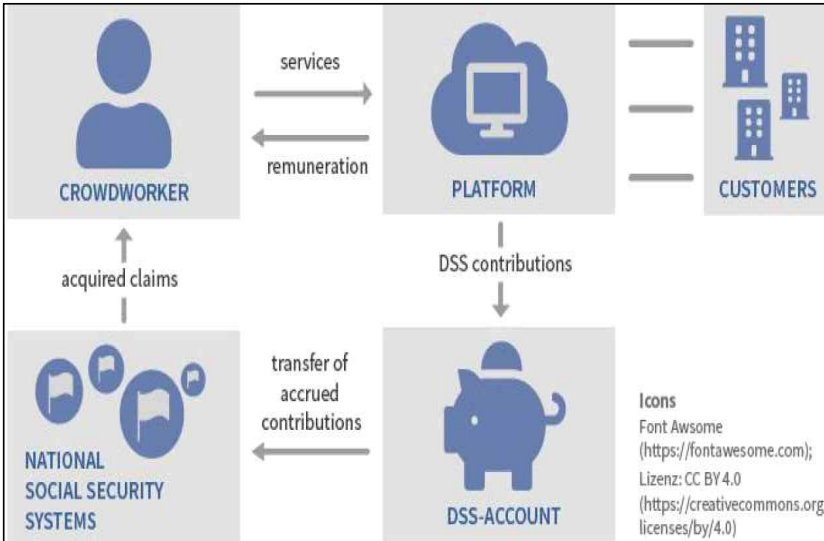 services
remuneration
CROWDWORKER
PLATFORM
CUSTOMERS
acquired claims
DSS contributions
transfer of
accrued
contributions
NATIONAL
SOCIAL SECURITY
SYSTEMS
DSS-ACCOUNT
Icons
Font Awsome
(https://fontawesome.com);
Lizenz: CC BY 4.0
(https://creativecommons.org
licenses/by/4.0)